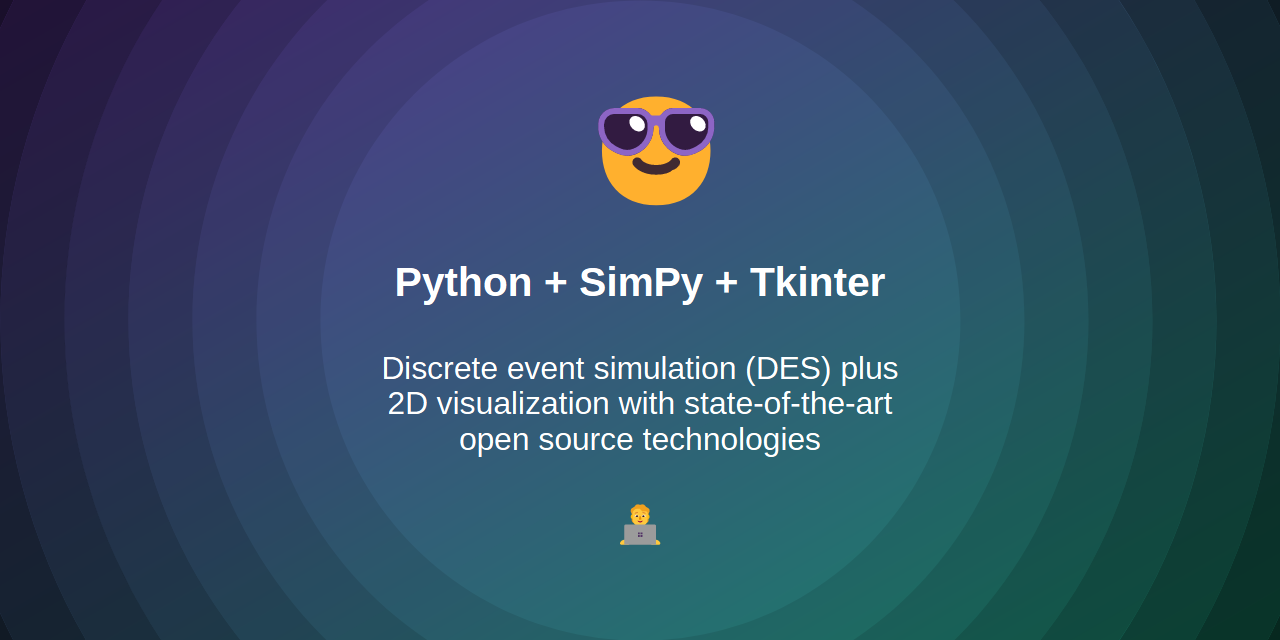 Python + SimPy + Tkinter
Discrete event simulation (DES) plus
2D visualization with state-of-the-art
open source technologies